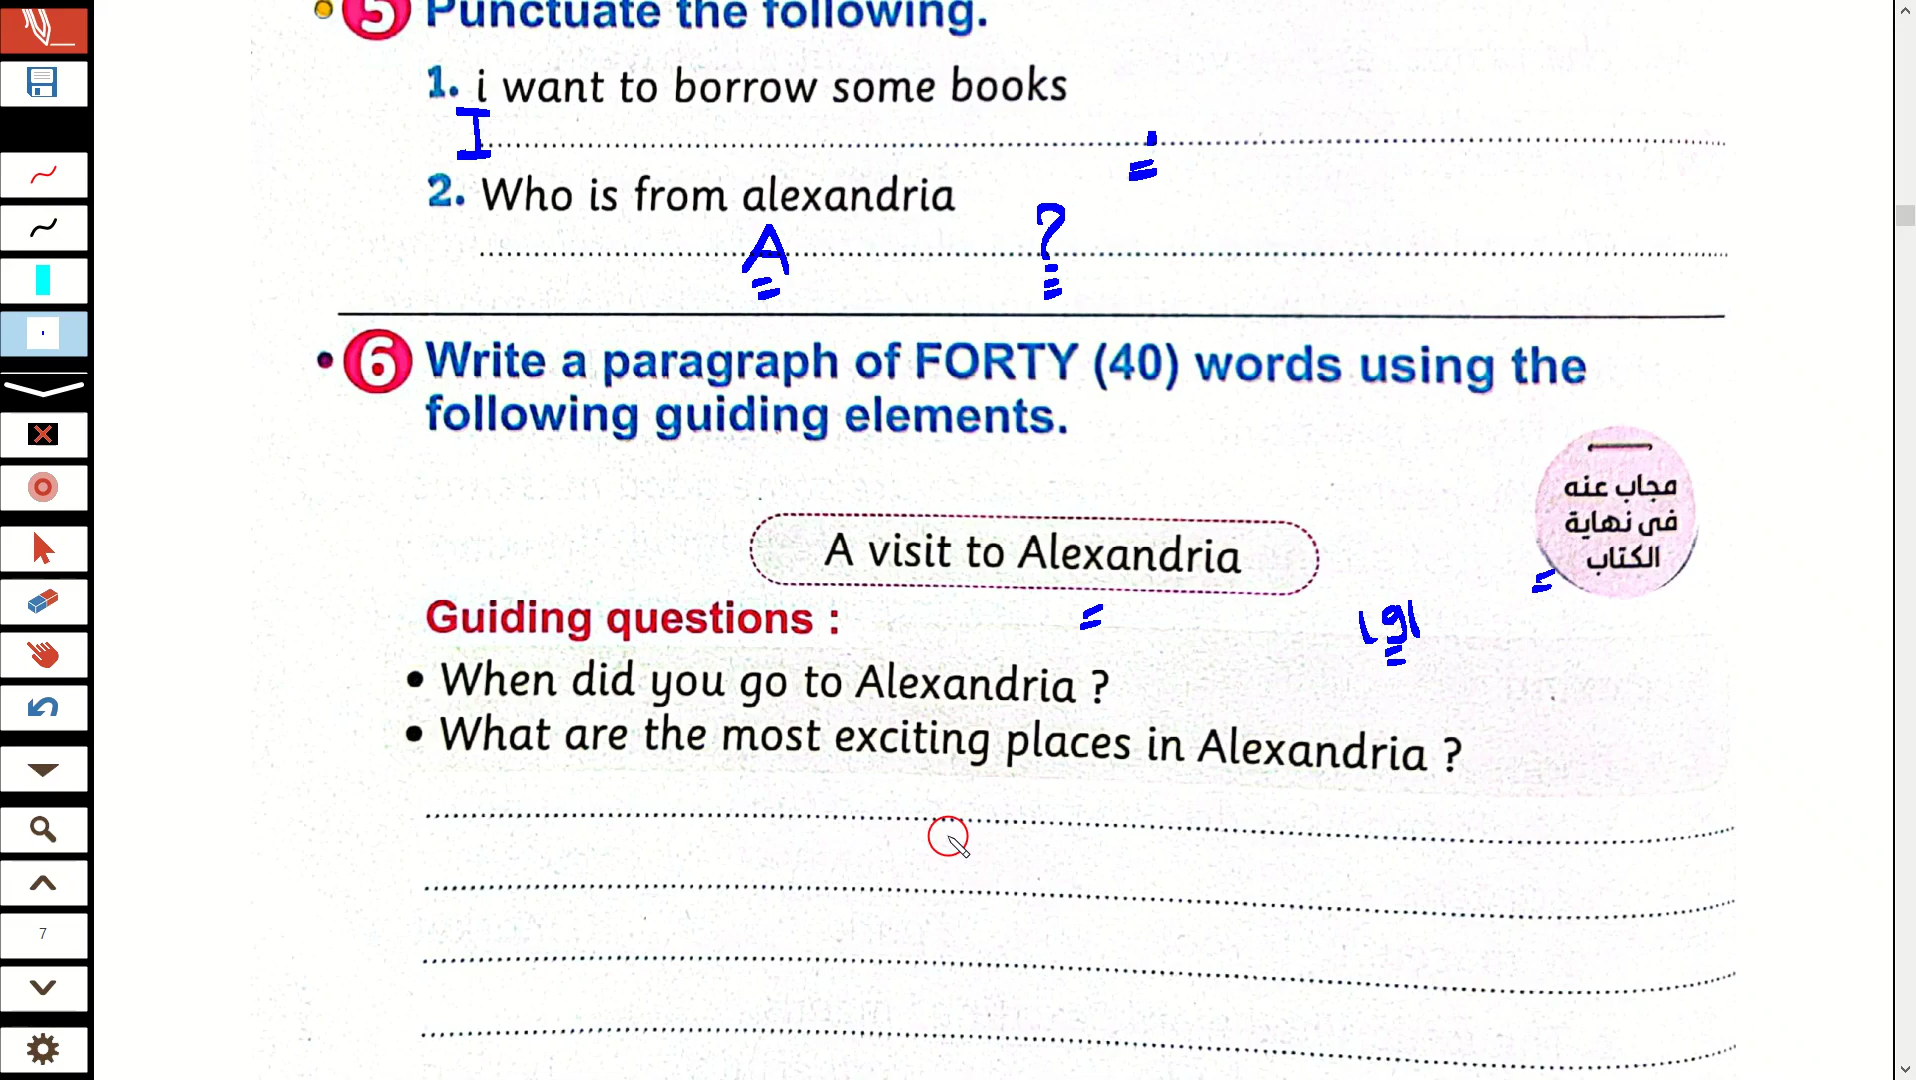 5 Punctuate the following.
1. i want to borrow some books
I .
2. Who is from alexandria
A ?
6 Write a paragraph of FORTY (40) words using the
following guiding elements.
مجاب عنه
فى نهاية
الكتاب
A visit to Alexandria
Guiding questions :
• When did you go to Alexandria ?
• What are the most exciting places in Alexandria ?
7